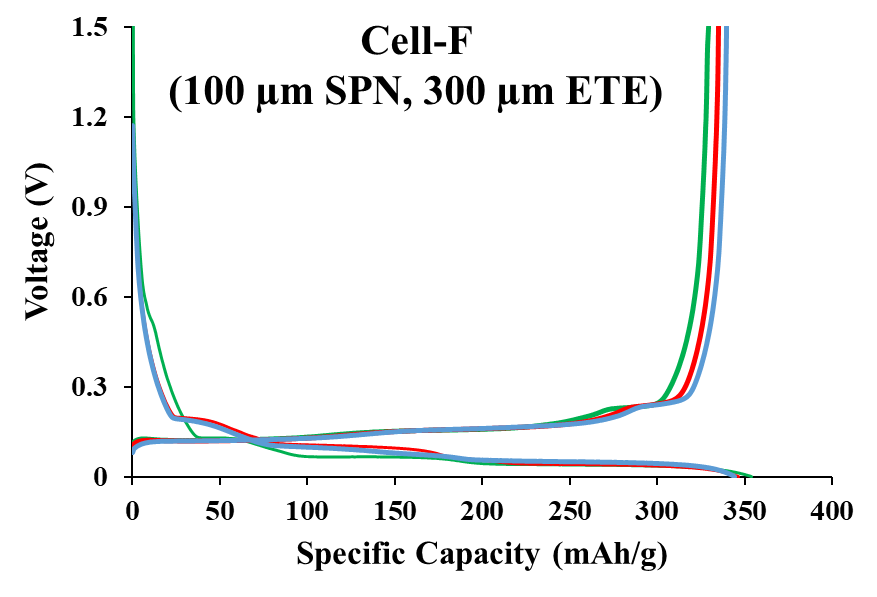 Cell-F
(100 µm SPN, 300 µm ETE)
1.5
1.2
0.9
0.6
0.3
0
Voltage (V)
0 50 100 150 200 250 300 350 400
Specific Capacity (mAh/g)